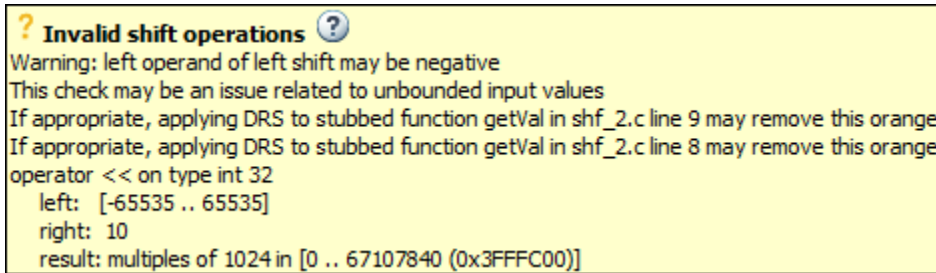 ? Invalid shift operations ?
Warning: left operand of left shift may be negative
This check may be an issue related to unbounded input values
If appropriate, applying DRS to stubbed function getVal in shf_2.c line 9 may remove this orange
If appropriate, applying DRS to stubbed function getVal in shf_2.c line 8 may remove this orange
operator << on type int 32
left: [-65535 .. 65535]
right: 10
result: multiples of 1024 in [0 .. 67107840 (0x3FFFC00)]